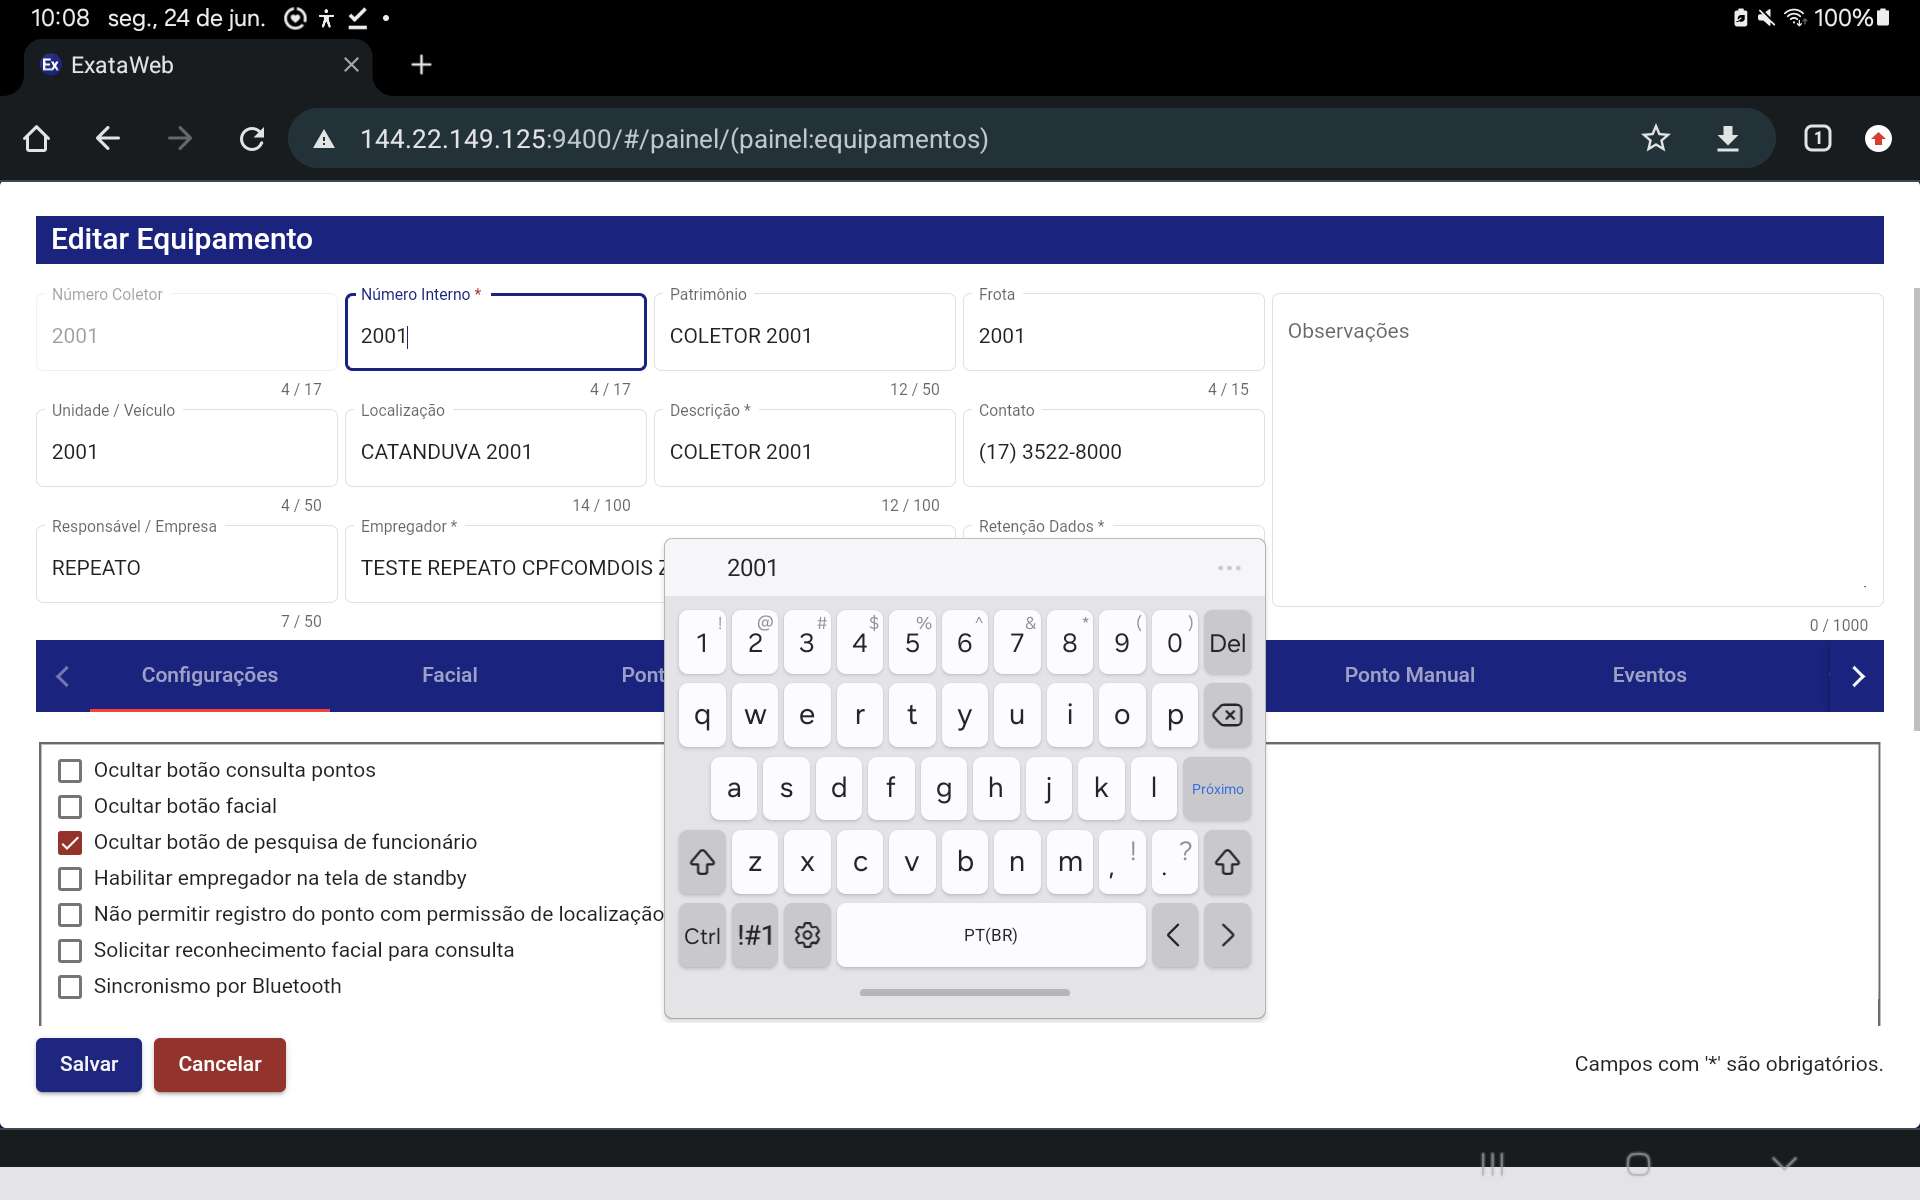 10:08 seg., 24 de jun. 100%
Ex ExataWeb
144.22.149.125:9400/#/painel/(painel:equipamentos) 1
Editar Equipamento
Número Coletor
2001
4 / 17
Número Interno *
2001
4 / 17
Patrimônio
COLETOR 2001
12 / 50
Frota
2001
4 / 15
Observações
0 / 1000
Unidade / Veículo
2001
4 / 50
Localização
CATANDUVA 2001
14 / 100
Descrição *
COLETOR 2001
12 / 100
Contato
(17) 3522-8000
Responsável / Empresa
REPEATO
7 / 50
Empregador *
TESTE REPEATO CPFCOMDOIS
Retenção Dados *
Configurações Facial Pont Ponto Manual Eventos
Ocultar botão consulta pontos
Ocultar botão facial
Ocultar botão de pesquisa de funcionário
Habilitar empregador na tela de standby
Não permitir registro do ponto com permissão de localização
Solicitar reconhecimento facial para consulta
Sincronismo por Bluetooth
2001 ...
! @ # $ % ^ & * ( )
1 2 3 4 5 6 7 8 9 0 Del
q w e r t y u i o p
a s d f g h j k l Próximo
z x c v b n m , ! . ?
Ctrl !#1 PT(BR) < >
Salvar Cancelar
Campos com '*' são obrigatórios.